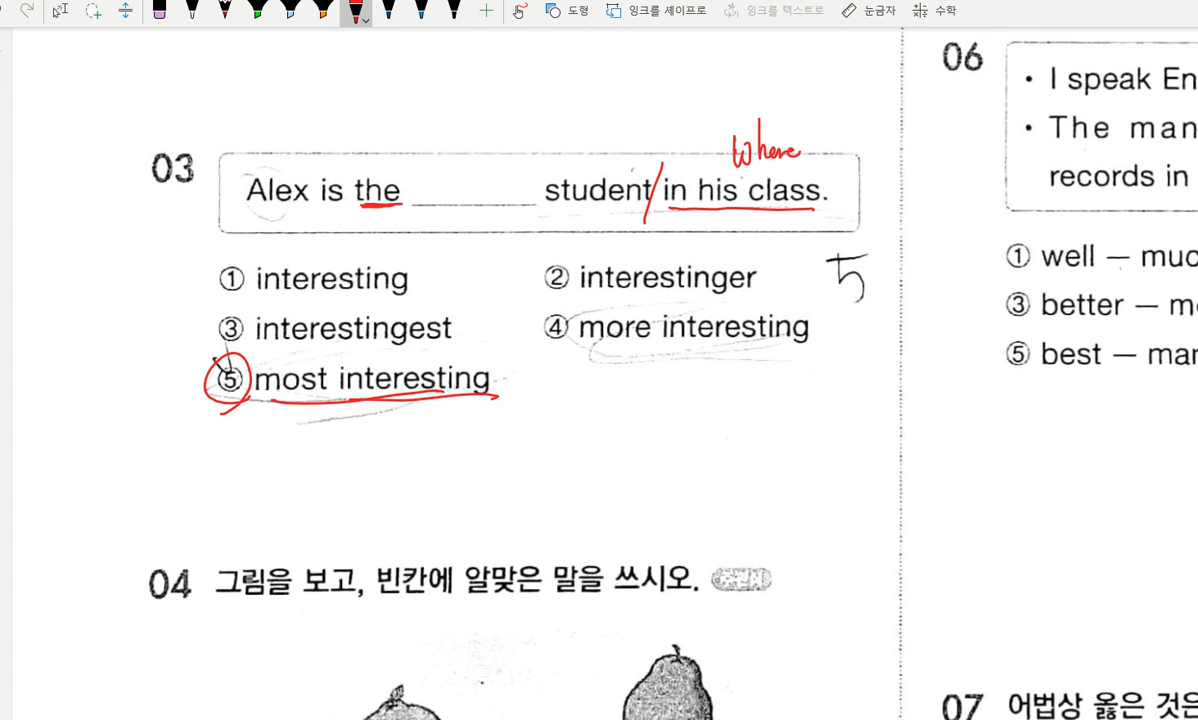 도형 잉크를 셰이프로 잉크를 텍스트로 눈금자 수학
03
where
Alex is the ________ student/in his class.
① interesting ② interestinger
③ interestingest ④ more interesting
⑤ most interesting
04 그림을 보고, 빈칸에 알맞은 말을 쓰시오.
06
• I speak En
• The man
records in
① well — muc
③ better — m
⑤ best — mar
07 어법상 옳은 것은